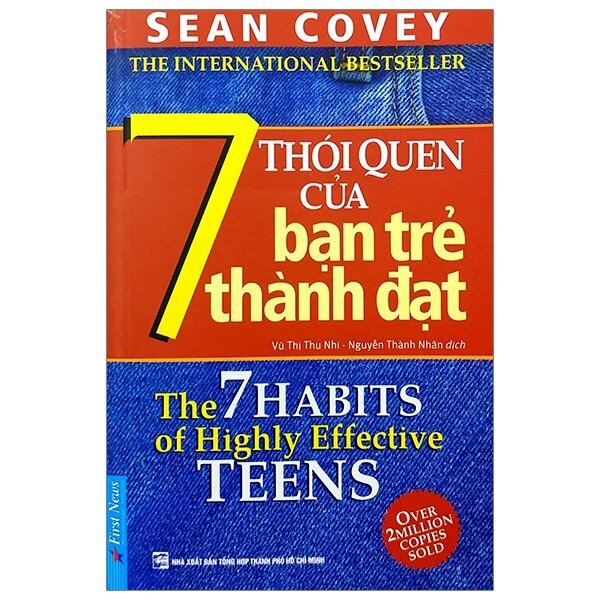 SEAN COVEY
THE INTERNATIONAL BESTSELLER
7 THÓI QUEN
CỦA
bạn trẻ
thành đạt
Vũ Thị Thu Nhi - Nguyễn Thành Nhân dịch
The 7 HABITS
of Highly Effective
TEENS
OVER
2 MILLION
COPIES
SOLD
First News
NHÀ XUẤT BẢN TỔNG HỢP THÀNH PHỐ HỒ CHÍ MINH